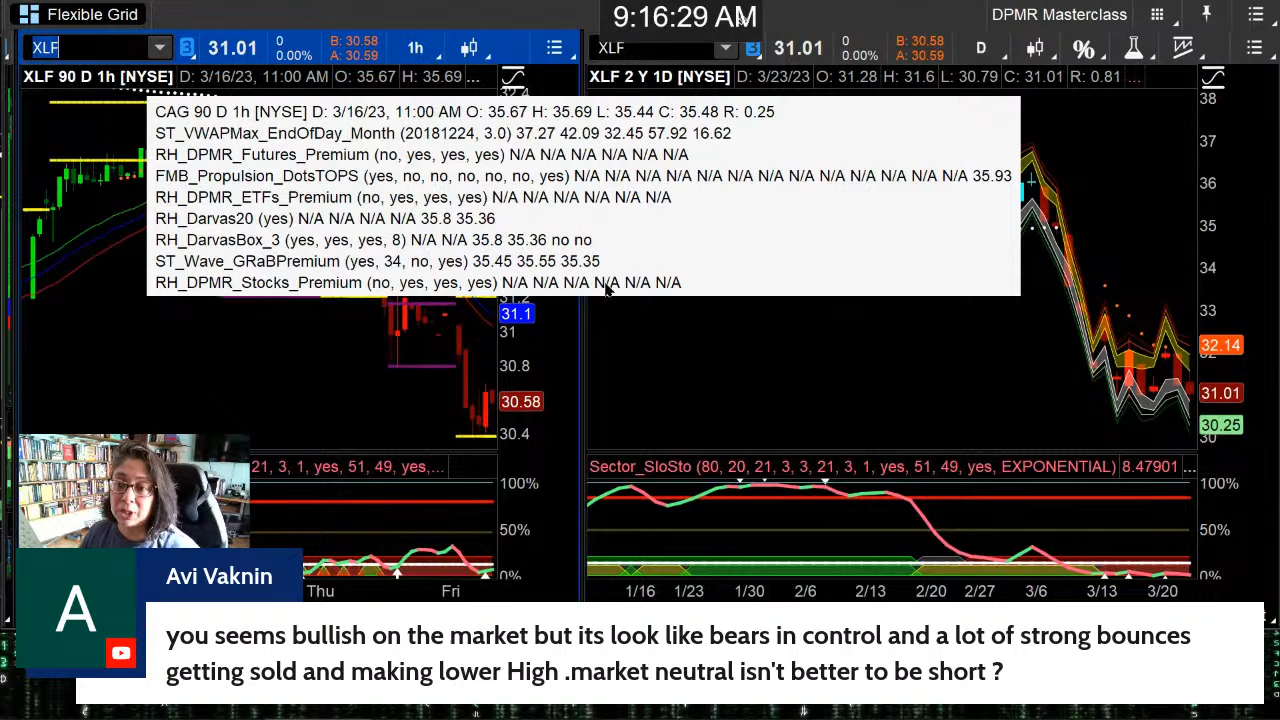 Flexible Grid
9:16:29 AM
DPMR Masterclass
XLF
3
31.01
0
0.00%
B: 30.58
A: 30.59
1h
XLF
3
31.01
0
0.00%
B: 30.58
A: 30.59
D
XLF 90 D 1h [NYSE]
D: 3/16/23, 11:00 AM
O: 35.67
H: 35.69
...
XLF 2 Y 1D [NYSE]
D: 3/23/23
O: 31.28
H: 31.6
L: 30.79
C: 31.01
R: 0.81
...
CAG 90 D 1h [NYSE] D: 3/16/23, 11:00 AM O: 35.67 H: 35.69 L: 35.44 C: 35.48 R: 0.25
ST_VWAPMax_EndOfDay_Month (20181224, 3.0) 37.27 42.09 32.45 57.92 16.62
RH_DPMR_Futures_Premium (no, yes, yes, yes) N/A N/A N/A N/A N/A N/A
FMB_Propulsion_DotsTOPS (yes, no, no, no, no, no, yes) N/A N/A N/A N/A N/A N/A N/A N/A N/A N/A N/A N/A N/A 35.93
RH_DPMR_ETFs_Premium (no, yes, yes, yes) N/A N/A N/A N/A N/A N/A
RH_Darvas20 (yes) N/A N/A N/A N/A 35.8 35.36
RH_DarvasBox_3 (yes, yes, yes, 8) N/A N/A 35.8 35.36 no no
ST_Wave_GRaBPremium (yes, 34, no, yes) 35.45 35.55 35.35
RH_DPMR_Stocks_Premium (no, yes, yes, yes) N/A N/A N/A N/A N/A N/A
31.1
31
30.8
30.58
30.4
38
37
36
35
34
33
32.14
31.01
30.25
30
21, 3, 1, yes, 51, 49, yes,...
100%
50%
0%
Thu
Fri
Sector_SloSto (80, 20, 21, 3, 3, 21, 3, 1, yes, 51, 49, yes, EXPONENTIAL)
8.47901
...
100%
50%
0%
1/16
1/23
1/30
2/6
2/13
2/20
2/27
3/6
3/13
3/20
A
Avi Vaknin
you seems bullish on the market but its look like bears in control and a lot of strong bounces
getting sold and making lower High .market neutral isn't better to be short ?